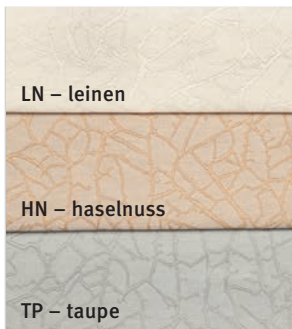 LN – leinen
HN – haselnuss
TP – taupe